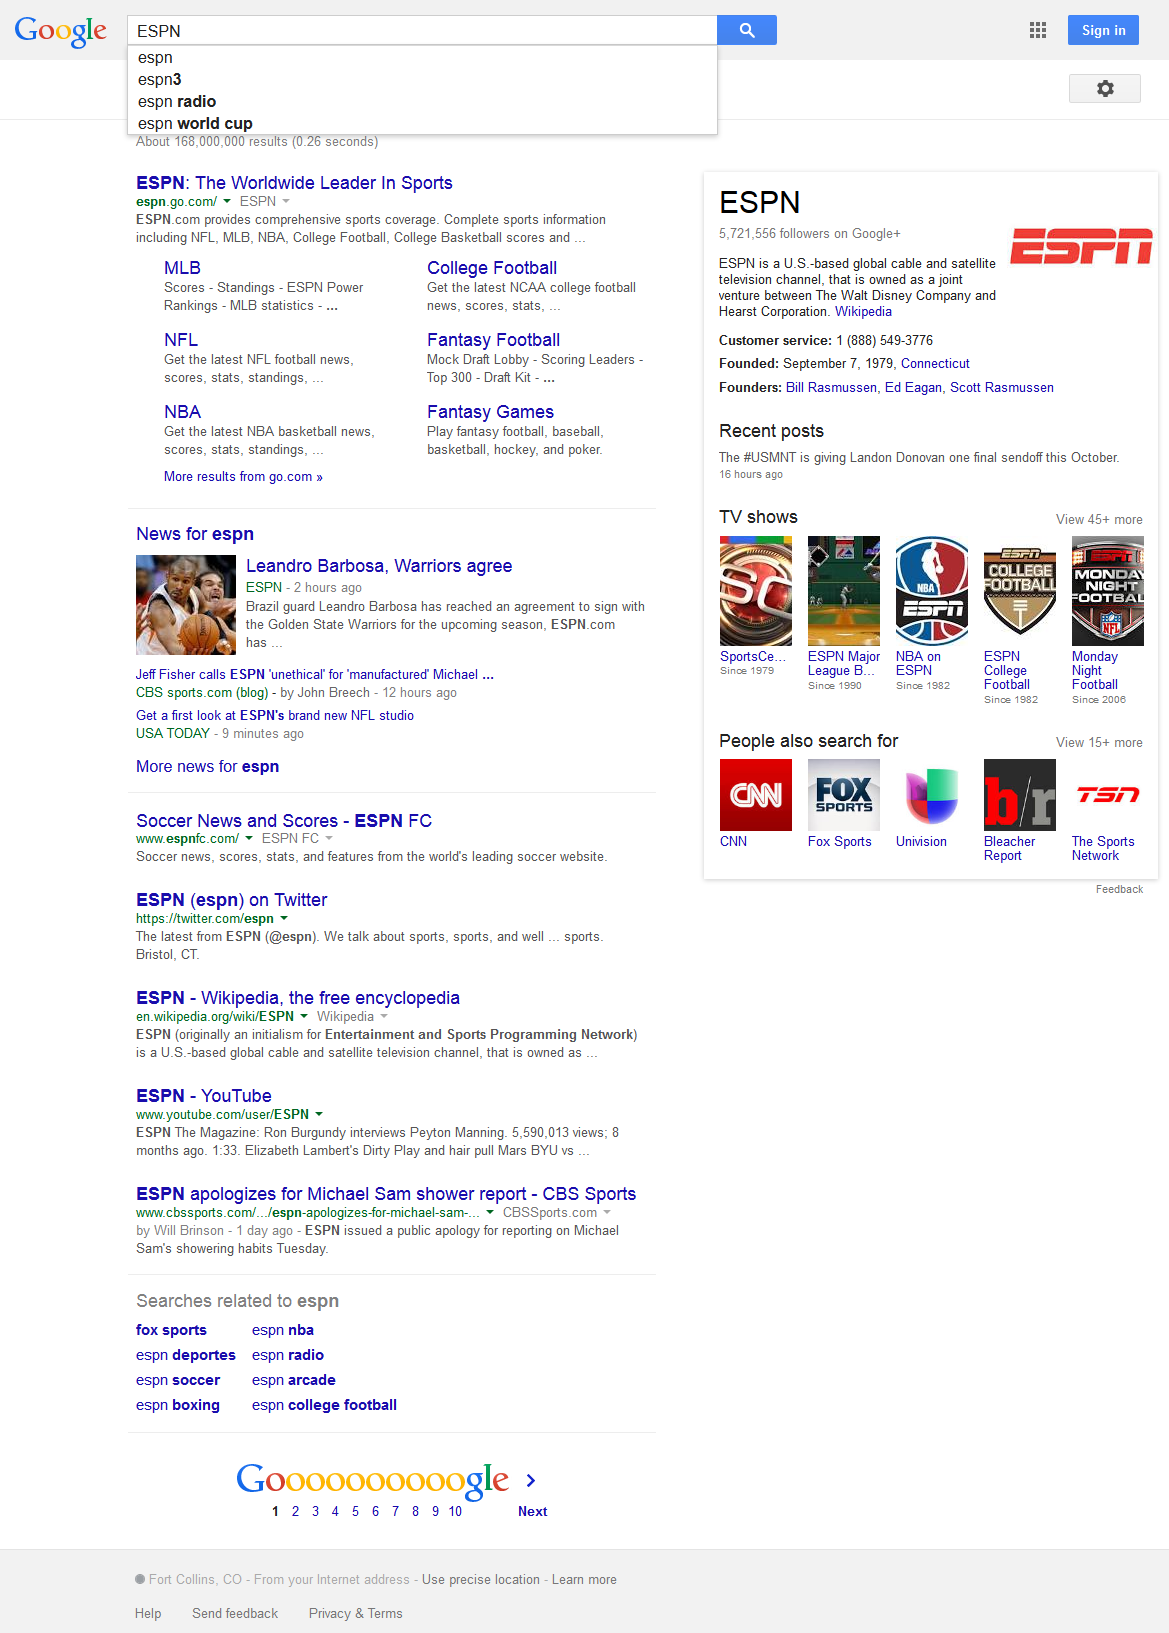 Google
ESPN
Sign in
espn
espn3
espn radio
espn world cup
About 168,000,000 results (0.26 seconds)
ESPN: The Worldwide Leader In Sports
espn.go.com/ ESPN
ESPN.com provides comprehensive sports coverage. Complete sports information
including NFL, MLB, NBA, College Football, College Basketball scores and ...
MLB
Scores - Standings - ESPN Power
Rankings - MLB statistics - ...
College Football
Get the latest NCAA college football
news, scores, stats, ...
NFL
Get the latest NFL football news,
scores, stats, standings, ...
Fantasy Football
Mock Draft Lobby - Scoring Leaders -
Top 300 - Draft Kit - ...
NBA
Get the latest NBA basketball news,
scores, stats, standings, ...
Fantasy Games
Play fantasy football, baseball,
basketball, hockey, and poker.
More results from go.com »
News for espn
Leandro Barbosa, Warriors agree
ESPN - 2 hours ago
Brazil guard Leandro Barbosa has reached an agreement to sign with
the Golden State Warriors for the upcoming season, ESPN.com
has ...
Jeff Fisher calls ESPN 'unethical' for 'manufactured' Michael ...
CBS sports.com (blog) - by John Breech - 12 hours ago
Get a first look at ESPN's brand new NFL studio
USA TODAY - 9 minutes ago
More news for espn
Soccer News and Scores - ESPN FC
www.espnfc.com/ ESPN FC
Soccer news, scores, stats, and features from the world's leading soccer website.
ESPN (espn) on Twitter
https://twitter.com/espn
The latest from ESPN (@espn). We talk about sports, sports, and well ... sports.
Bristol, CT.
ESPN - Wikipedia, the free encyclopedia
en.wikipedia.org/wiki/ESPN Wikipedia
ESPN (originally an initialism for Entertainment and Sports Programming Network)
is a U.S.-based global cable and satellite television channel, that is owned as ...
ESPN - YouTube
www.youtube.com/user/ESPN
ESPN The Magazine: Ron Burgundy interviews Peyton Manning. 5,590,013 views; 8
months ago. 1:33. Elizabeth Lambert's Dirty Play and hair pull Mars BYU vs ...
ESPN apologizes for Michael Sam shower report - CBS Sports
www.cbssports.com/.../espn-apologizes-for-michael-sam-... CBSSports.com
by Will Brinson - 1 day ago - ESPN issued a public apology for reporting on Michael
Sam's showering habits Tuesday.
Searches related to espn
fox sports espn nba
espn deportes espn radio
espn soccer espn arcade
espn boxing espn college football
Goooooooooogle
1 2 3 4 5 6 7 8 9 10 Next
ESPN
5,721,556 followers on Google+
ESPN
ESPN is a U.S.-based global cable and satellite
television channel, that is owned as a joint
venture between The Walt Disney Company and
Hearst Corporation. Wikipedia
Customer service: 1 (888) 549-3776
Founded: September 7, 1979, Connecticut
Founders: Bill Rasmussen, Ed Eagan, Scott Rasmussen
Recent posts
The #USMNT is giving Landon Donovan one final sendoff this October.
16 hours ago
TV shows View 45+ more
SC
NBA
ESPN
ESPN
COLLEGE
FOOTBALL
ESPN
MONDAY
NIGHT
FOOTBALL
NFL
SportsCe...
Since 1979
ESPN Major
League B...
Since 1990
NBA on
ESPN
Since 1982
ESPN
College
Football
Since 1982
Monday
Night
Football
Since 2006
People also search for View 15+ more
CNN
FOX
SPORTS
b/r
TSN
CNN
Fox Sports
Univision
Bleacher
Report
The Sports
Network
Feedback
Fort Collins, CO - From your Internet address - Use precise location - Learn more
Help Send feedback Privacy & Terms